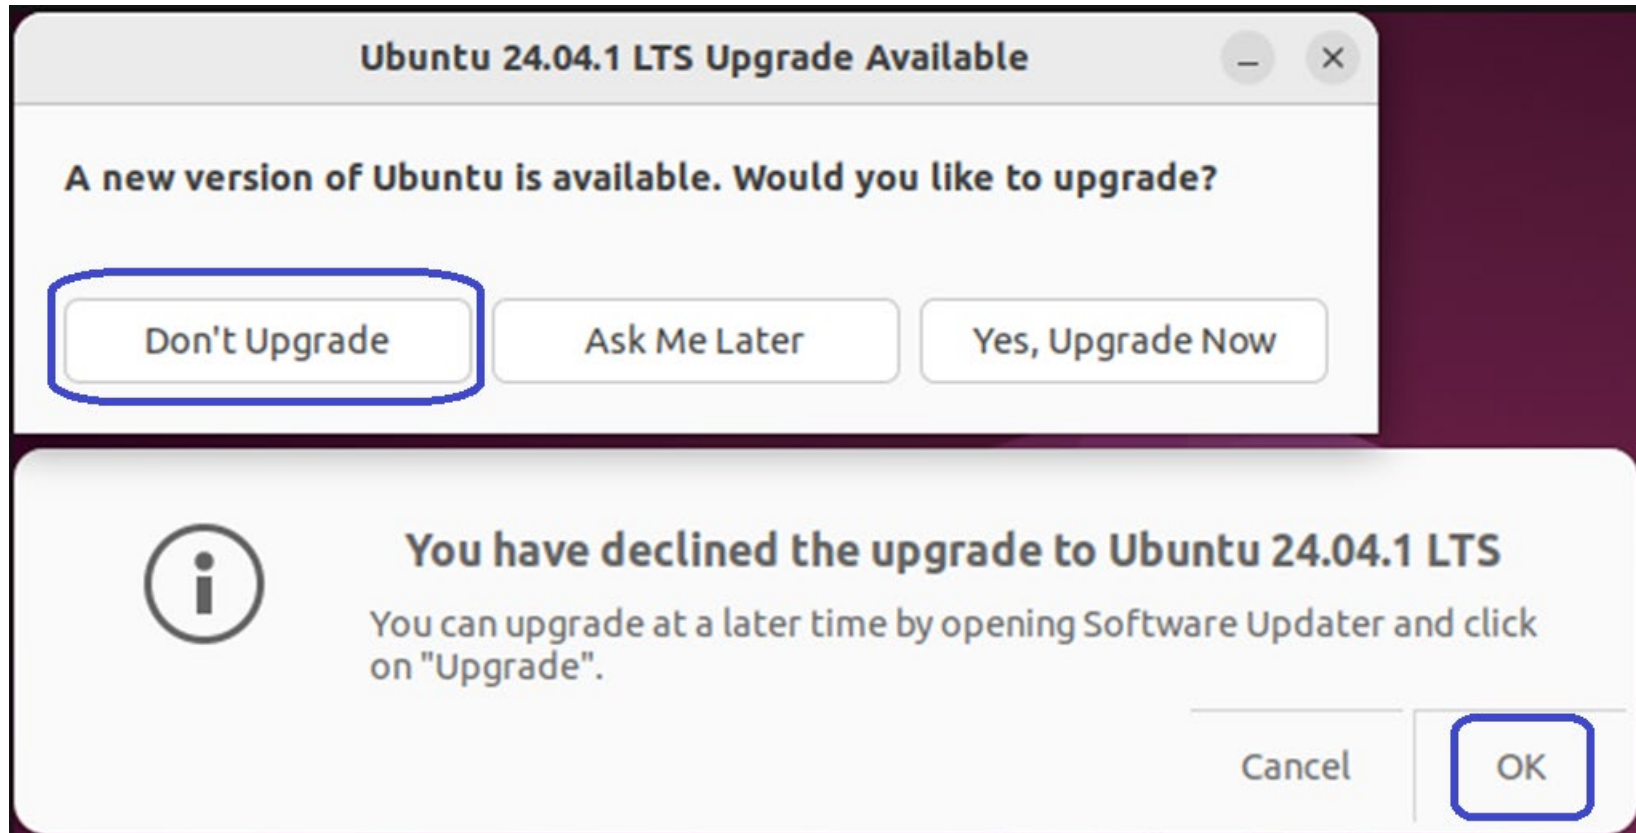 Ubuntu 24.04.1 LTS Upgrade Available
A new version of Ubuntu is available. Would you like to upgrade?
Don't Upgrade
Ask Me Later
Yes, Upgrade Now
You have declined the upgrade to Ubuntu 24.04.1 LTS
You can upgrade at a later time by opening Software Updater and click
on "Upgrade".
Cancel
OK